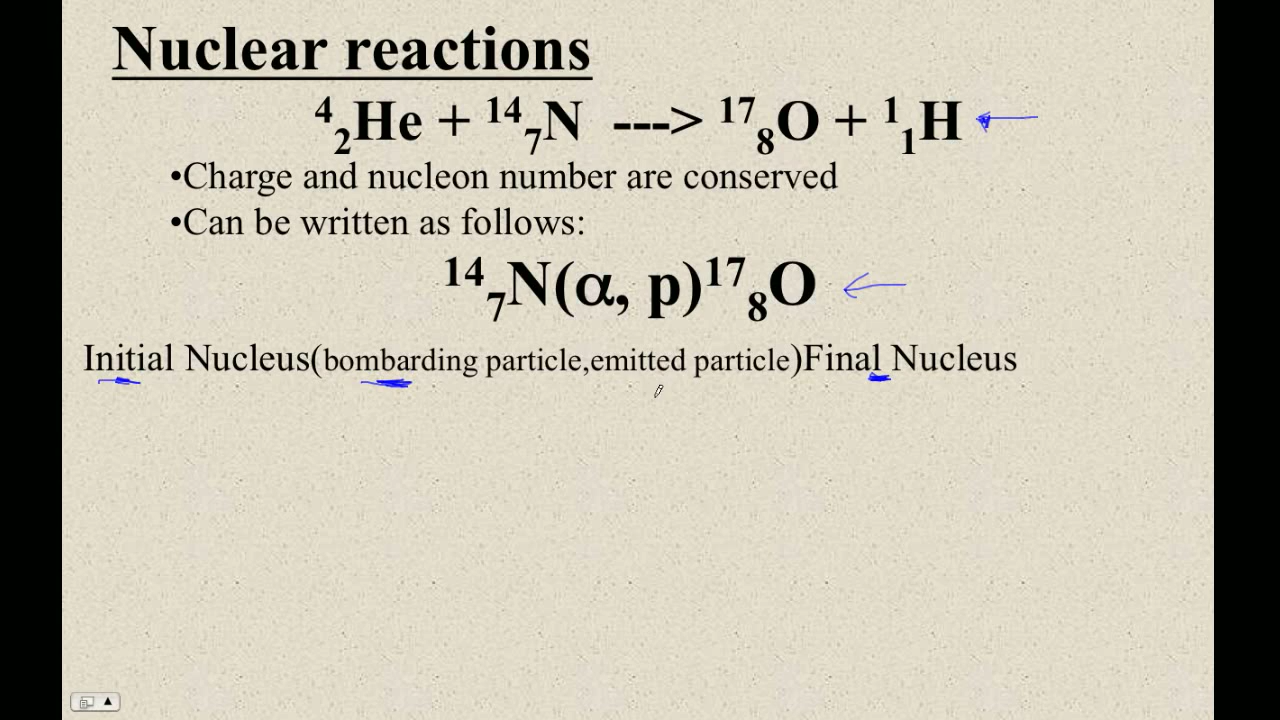 Nuclear reactions
⁴₂He + ¹⁴₇N ---> ¹⁷₈O + ¹₁H
•Charge and nucleon number are conserved
•Can be written as follows:
¹⁴₇N(α, p)¹⁷₈O
Initial Nucleus(bombarding particle,emitted particle)Final Nucleus